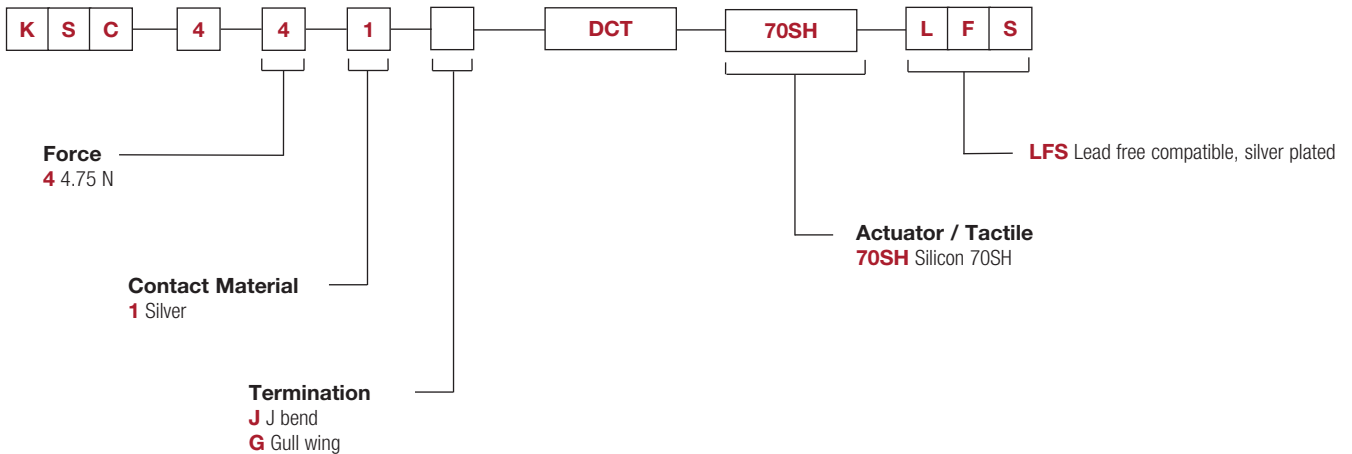 K S C 4 4 1 DCT 70SH L F S
Force
4 4.75 N
LFS Lead free compatible, silver plated
Actuator / Tactile
70SH Silicon 70SH
Contact Material
1 Silver
Termination
J J bend
G Gull wing